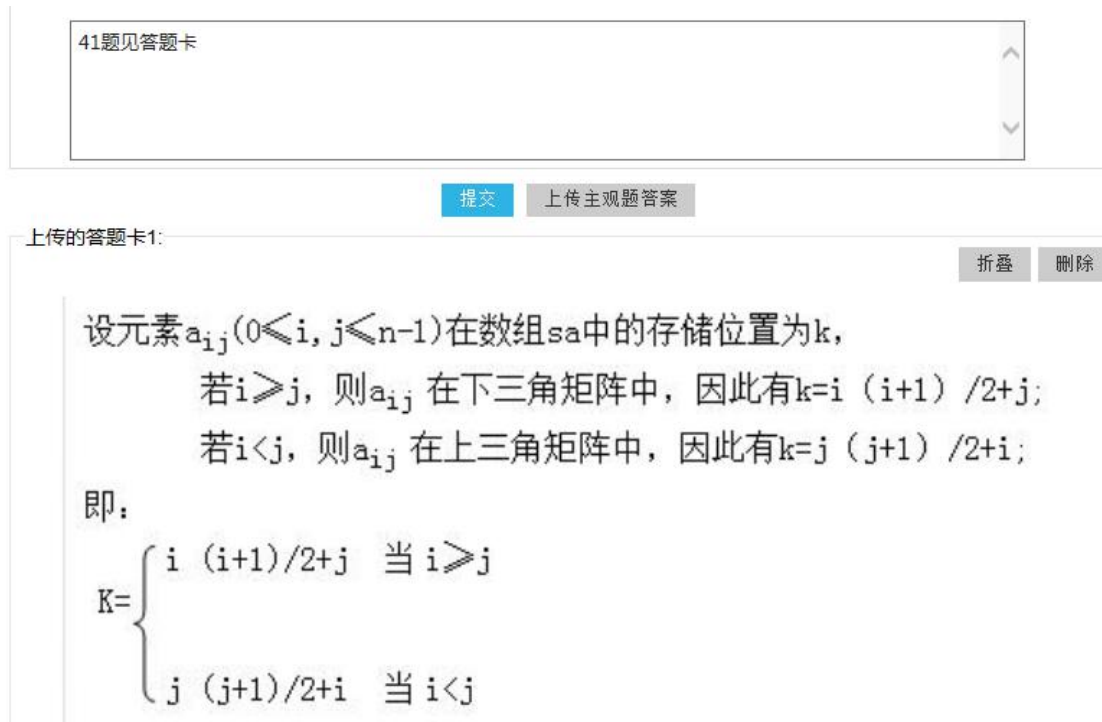 41题见答题卡
提交 上传主观题答案
上传的答题卡1:
折叠 删除
设元素aij(0≤i,j≤n-1)在数组sa中的存储位置为k,
若i≥j, 则aij 在下三角矩阵中, 因此有k=i (i+1) /2+j;
若i<j, 则aij 在上三角矩阵中, 因此有k=j (j+1) /2+i;
即:
i (i+1)/2+j 当 i≥j
K=
j (j+1)/2+i 当 i<j